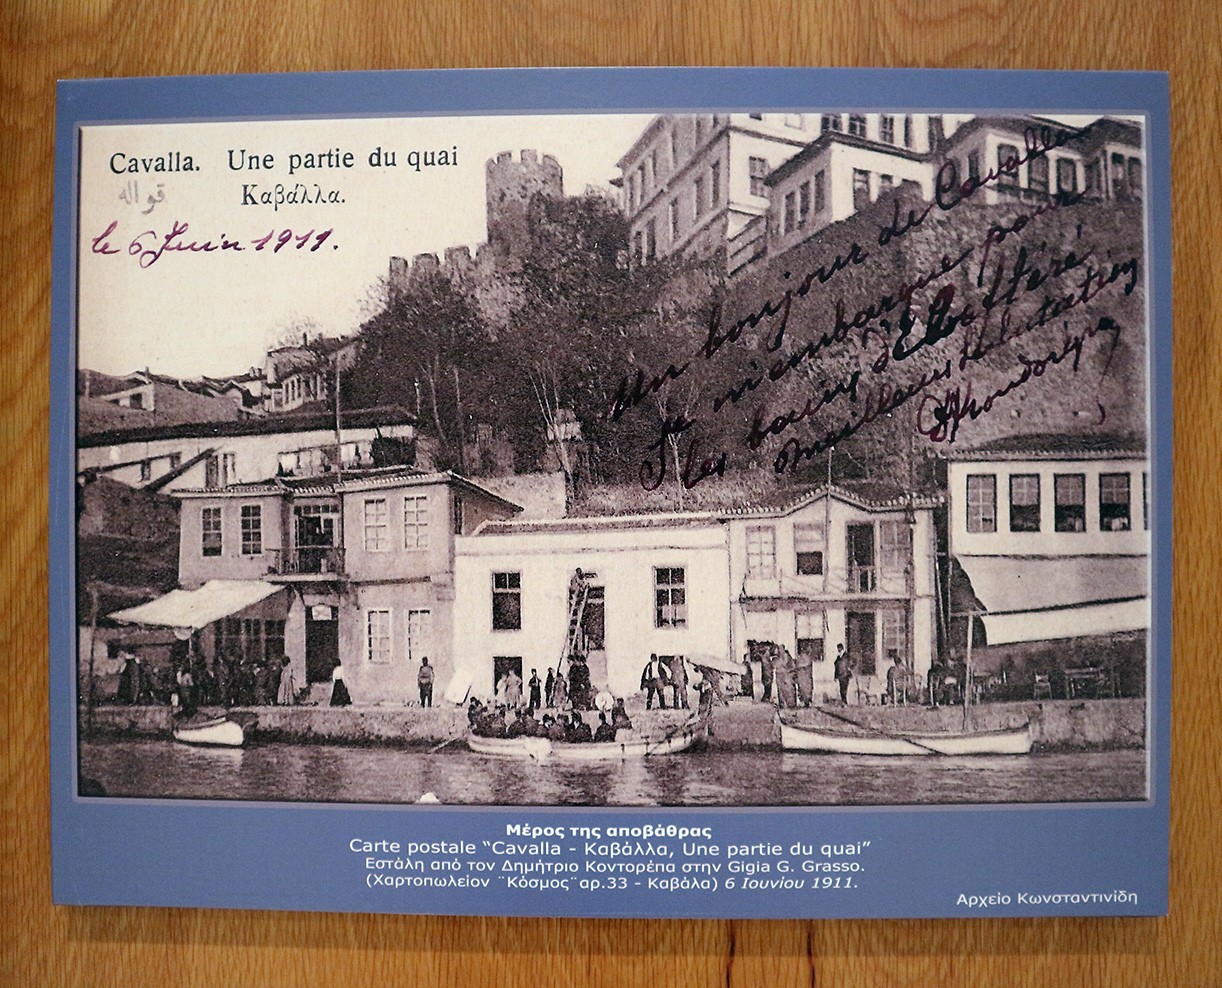 Cavalla. Une partie du quai
قواله
Καβάλλα.
le 6 Juin 1911.
Un bonjour de Cavalla
Je m'embarque pour
les bains d'Eleftheré
meilleures salutations
Μέρος της αποβάθρας
Carte postale “Cavalla - Καβάλλα, Une partie du quai”
Εστάλη από τον Δημήτριο Κοντορέπα στην Gigia G. Grasso.
(Χαρτοπωλείον ¨Κόσμος¨αρ.33 - Καβάλα) 6 Ιουνίου 1911.
Αρχείο Κωνσταντινίδη